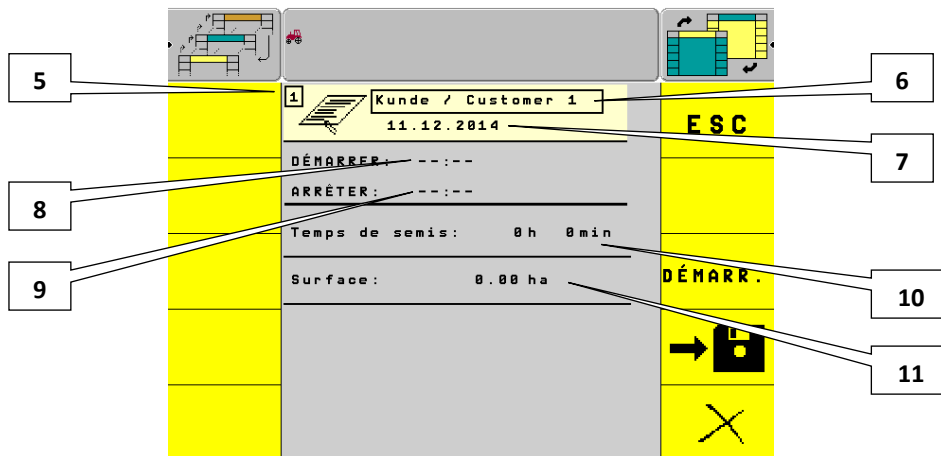 5
6
1
Kunde / Customer 1
11.12.2014
ESC
7
DÉMARRER: --:--
8
ARRÊTER: --:--
Temps de semis: 0h 0min
9
DÉMARR.
10
Surface: 0.00 ha
11